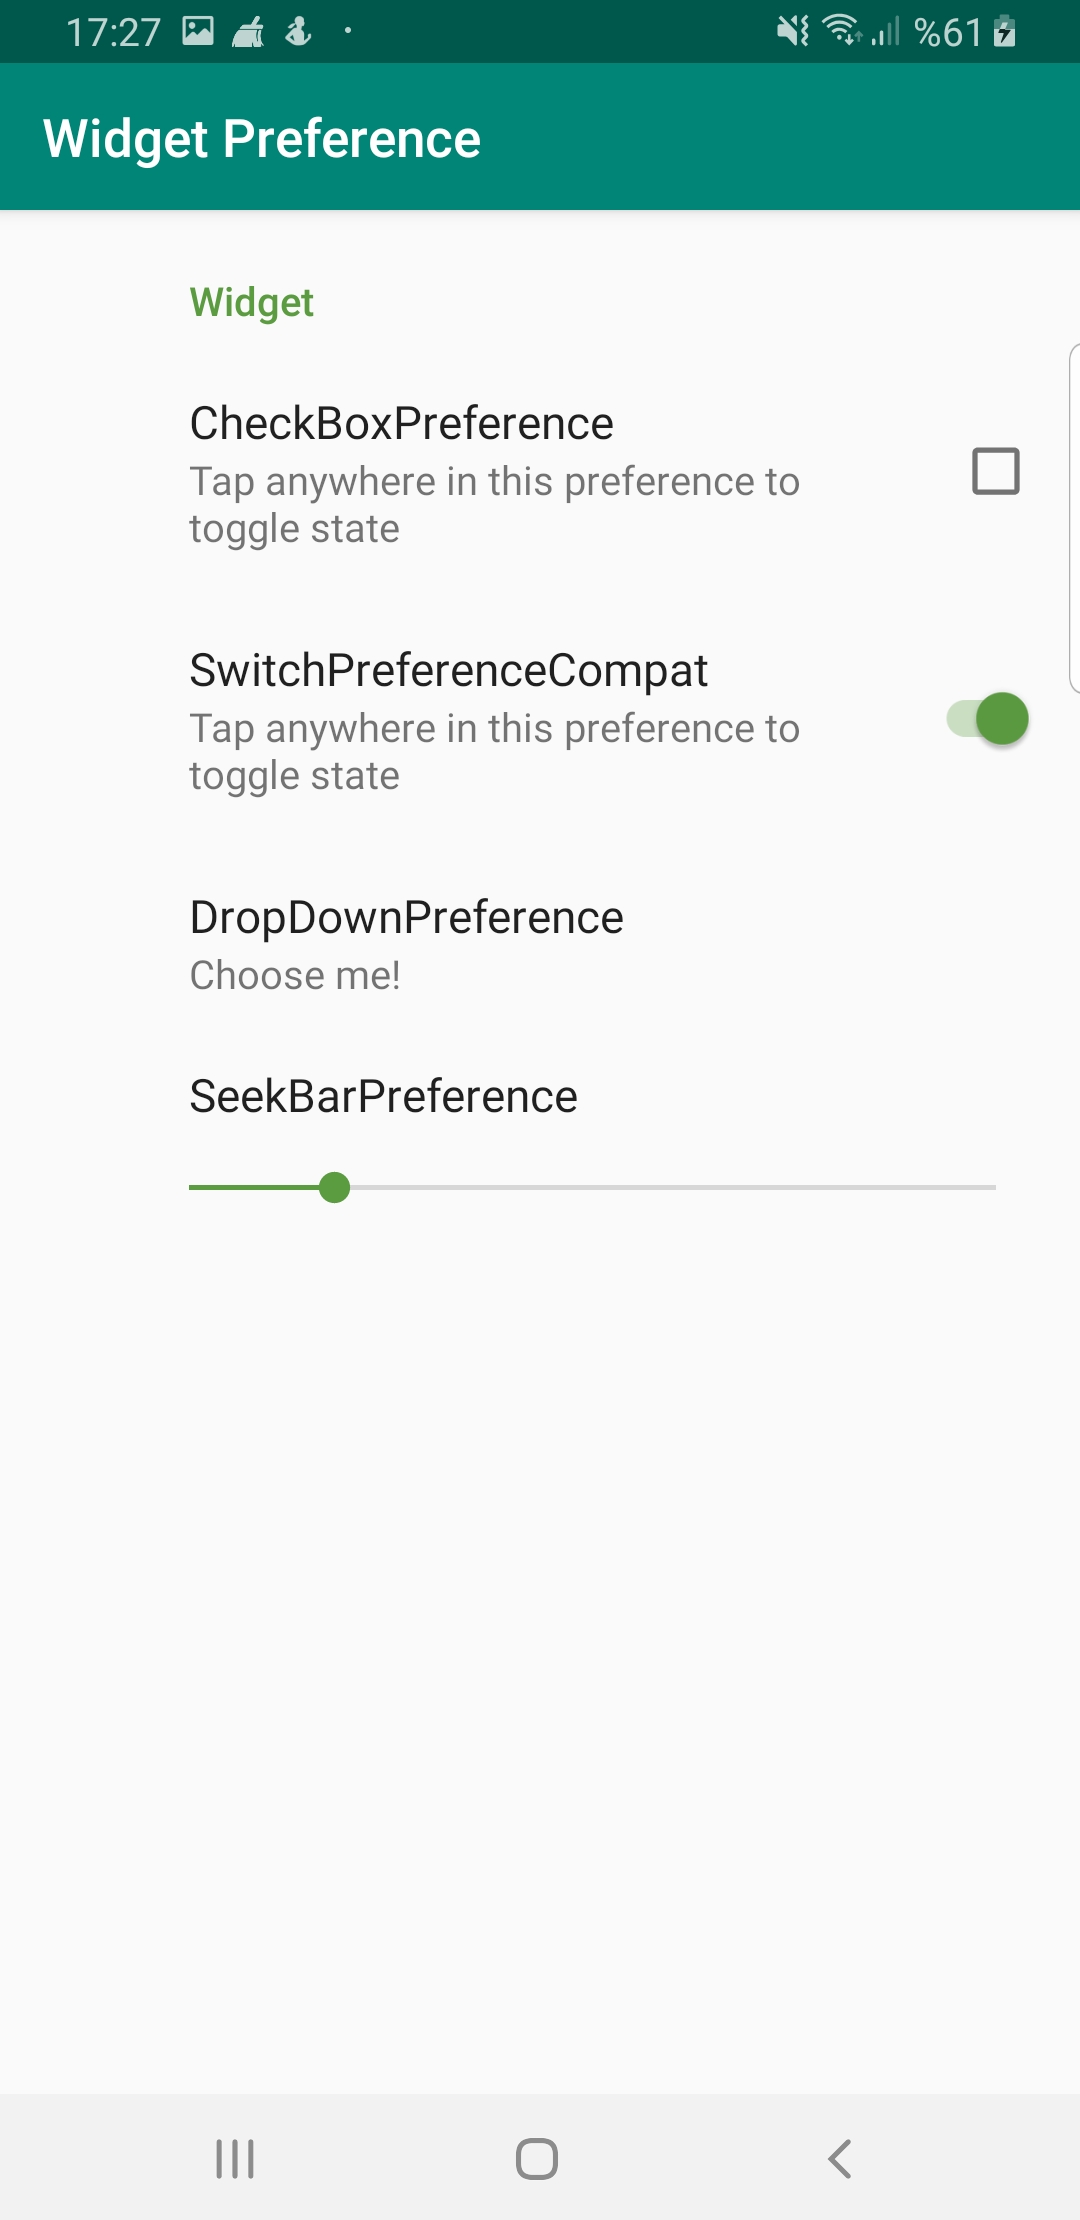 17:27 %61
Widget Preference
Widget
CheckBoxPreference
Tap anywhere in this preference to
toggle state
SwitchPreferenceCompat
Tap anywhere in this preference to
toggle state
DropDownPreference
Choose me!
SeekBarPreference